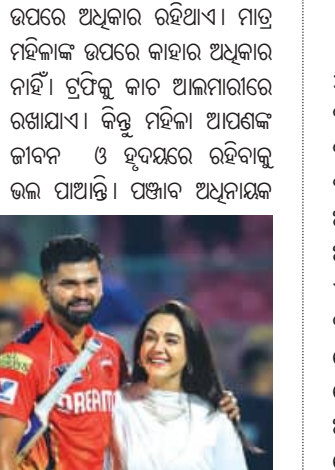 ଉପରେ ଅଧିକାର ରହିଥାଏ। ମାତ୍ର
ମହିଳାଙ୍କ ଉପରେ କାହାର ଅଧିକାର
ନାହିଁ। ଟ୍ରଫିକୁ କାଚ ଆଲମାରୀରେ
ରଖାଯାଏ। କିନ୍ତୁ ମହିଳା ଆପଣଙ୍କ
ଜୀବନ ଓ ହୃଦୟରେ ରହିବାକୁ
ଭଲ ପାଆନ୍ତି। ପଞ୍ଜାବ ଅଧିନାୟକ
DREAM